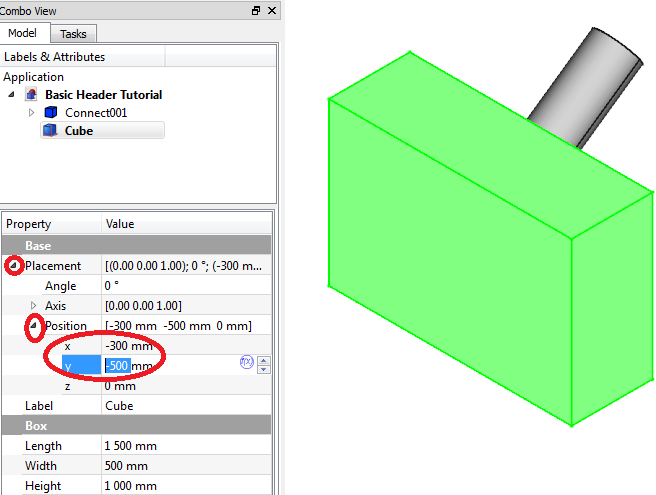 Combo View
Model Tasks
Labels & Attributes
Application
Basic Header Tutorial
Connect001
Cube
Property Value
Base
Placement [(0.00 0.00 1.00); 0 °; (-300 m...
Angle 0 °
Axis [0.00 0.00 1.00]
Position [-300 mm -500 mm 0 mm]
x -300 mm
y -500 mm f(x)
z 0 mm
Label Cube
Box
Length 1 500 mm
Width 500 mm
Height 1 000 mm